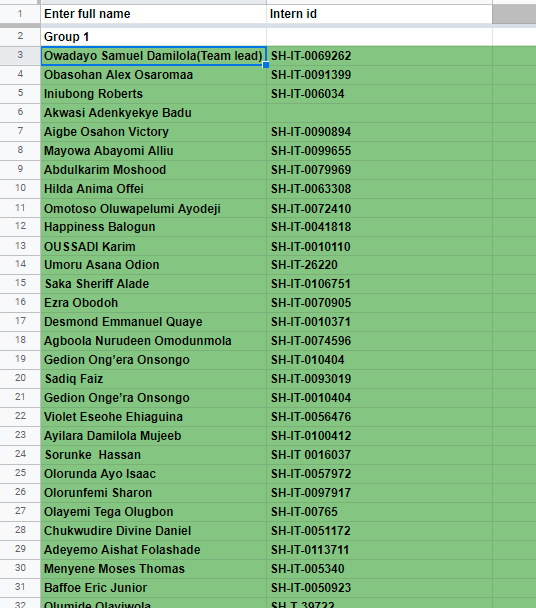 1 Enter full name Intern id
2 Group 1
3 Owadayo Samuel Damilola(Team lead) SH-IT-0069262
4 Obasohan Alex Osaromaa SH-IT-0091399
5 Iniubong Roberts SH-IT-006034
6 Akwasi Adenkyekye Badu
7 Aigbe Osahon Victory SH-IT-0090894
8 Mayowa Abayomi Alliu SH-IT-0099655
9 Abdulkarim Moshood SH-IT-0079969
10 Hilda Anima Offei SH-IT-0063308
11 Omotoso Oluwapelumi Ayodeji SH-IT-0072410
12 Happiness Balogun SH-IT-0041818
13 OUSSADI Karim SH-IT-0010110
14 Umoru Asana Odion SH-IT-26220
15 Saka Sheriff Alade SH-IT-0106751
16 Ezra Obodoh SH-IT-0070905
17 Desmond Emmanuel Quaye SH-IT-0010371
18 Agboola Nurudeen Omodunmola SH-IT-0074596
19 Gedion Ong'era Onsongo SH-IT-010404
20 Sadiq Faiz SH-IT-0093019
21 Gedion Onge'ra Onsongo SH-IT-0010404
22 Violet Eseohe Ehiaguina SH-IT-0056476
23 Ayilara Damilola Mujeeb SH-IT-0100412
24 Sorunke  Hassan SH-IT 0016037
25 Olorunda Ayo Isaac SH-IT-0057972
26 Olorunfemi Sharon SH-IT-0097917
27 Olayemi Tega Olugbon SH-IT-00765
28 Chukwudire Divine Daniel SH-IT-0051172
29 Adeyemo Aishat Folashade SH-IT-0113711
30 Menyene Moses Thomas SH-IT-005340
31 Baffoe Eric Junior SH-IT-0050923
32 Olumide Olayiwola SH-T-39722